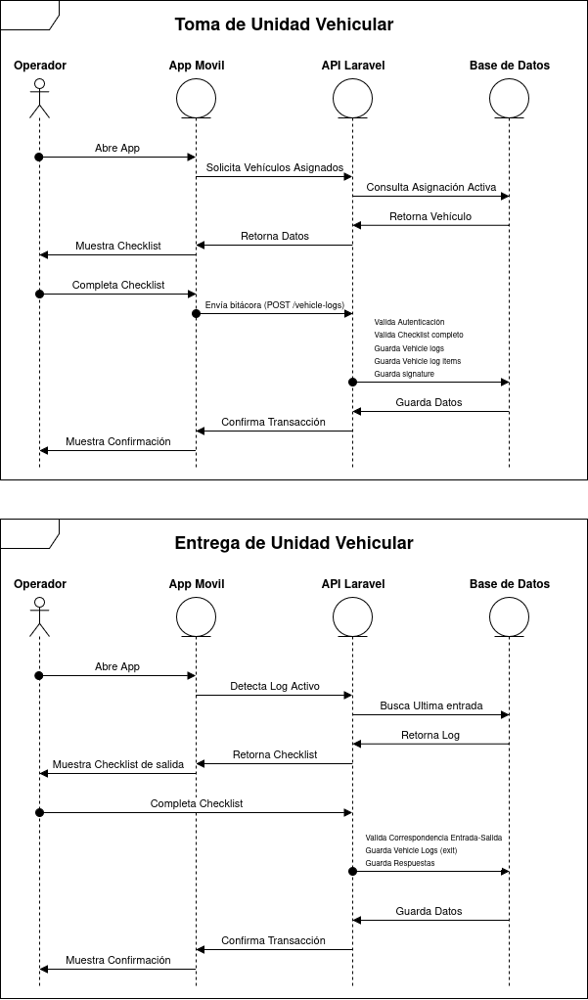 Toma de Unidad Vehicular
Operador
App Movil
API Laravel
Base de Datos
Abre App
Solicita Vehículos Asignados
Consulta Asignación Activa
Retorna Vehículo
Retorna Datos
Muestra Checklist
Completa Checklist
Envía bitácora (POST /vehicle-logs)
Valida Autenticación
Valida Checklist completo
Guarda Vehicle logs
Guarda Vehicle log items
Guarda signature
Guarda Datos
Confirma Transacción
Muestra Confirmación
Entrega de Unidad Vehicular
Operador
App Movil
API Laravel
Base de Datos
Abre App
Detecta Log Activo
Busca Ultima entrada
Retorna Log
Retorna Checklist
Muestra Checklist de salida
Completa Checklist
Valida Correspondencia Entrada-Salida
Guarda Vehicle Logs (exit)
Guarda Respuestas
Guarda Datos
Confirma Transacción
Muestra Confirmación